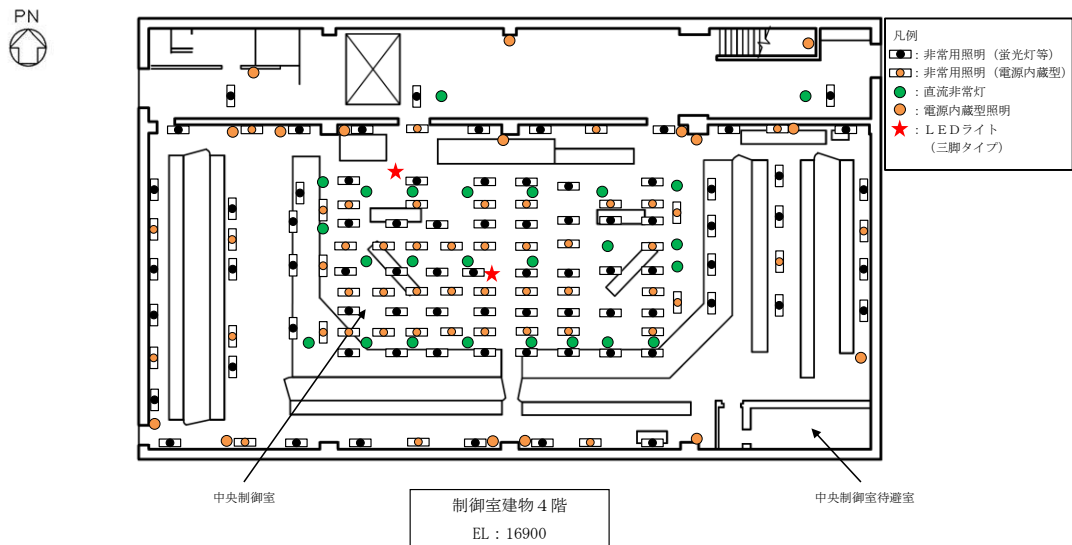 PN
凡例
：非常用照明（蛍光灯等）
：非常用照明（電源内蔵型）
：直流非常灯
：電源内蔵型照明
：ＬＥＤライト
（三脚タイプ）
中央制御室
制御室建物４階
EL：16900
中央制御室待避室